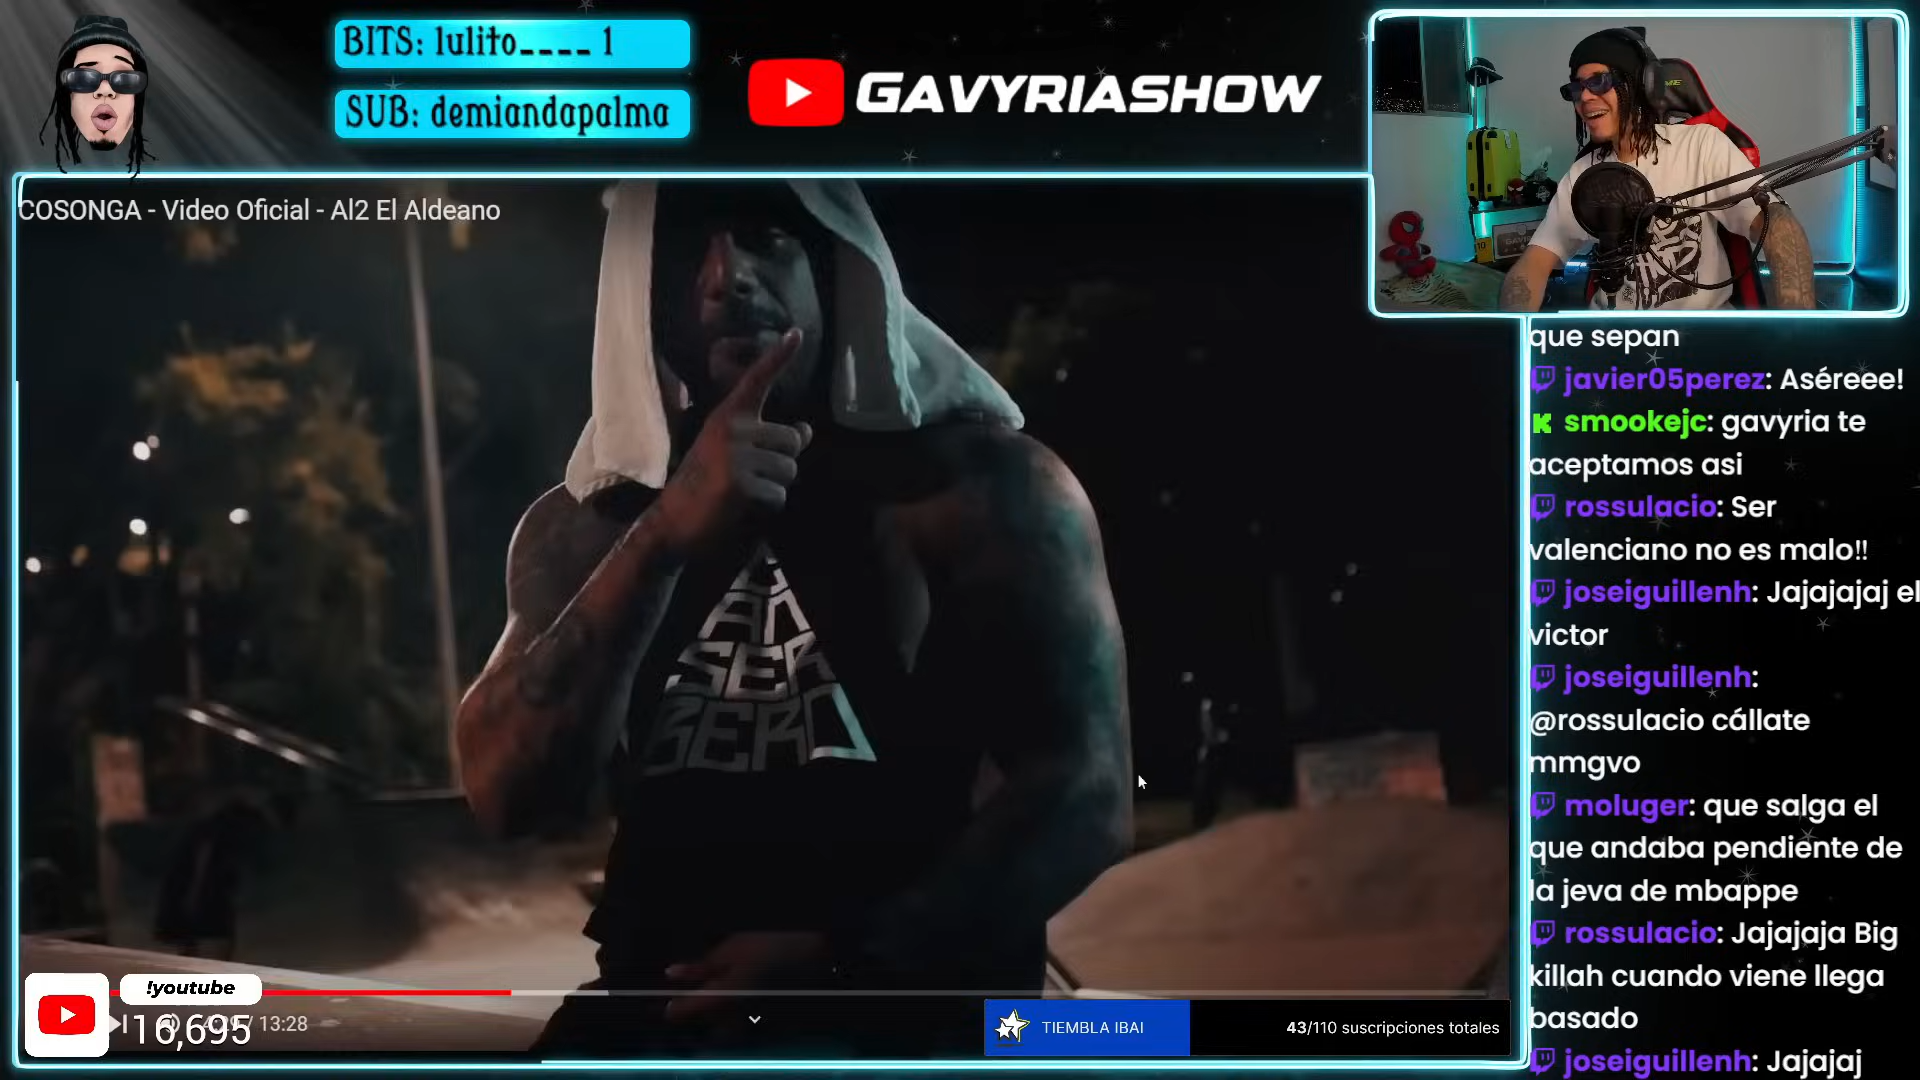 BITS: lulito____ 1
SUB: demiandapalma
GAVYRIASHOW
COSONGA - Video Oficial - Al2 El Aldeano
CAN
SER
BERO
que sepan
javier05perez: Aséreee!
smookejc: gavyria te
aceptamos asi
rossulacio: Ser
valenciano no es malo!!
joseiguillenh: Jajajajaj el
victor
joseiguillenh:
@rossulacio cállate
mmgvo
moluger: que salga el
que andaba pendiente de
la jeva de mbappe
rossulacio: Jajajaja Big
killah cuando viene llega
basado
joseiguillenh: Jajajaj
!youtube
16,695
/ 13:28
TIEMBLA IBAI
43/110 suscripciones totales